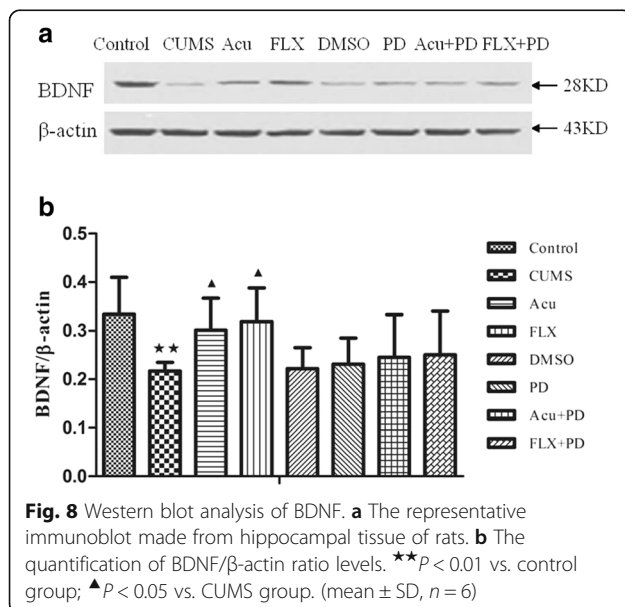 a
Control CUMS Acu FLX DMSO PD Acu+PD FLX+PD
BDNF
28KD
β-actin
43KD
b
0.5
0.4
0.3
0.2
0.1
0.0
BDNF/β-actin
▲
▲
★★
Control
CUMS
Acu
FLX
DMSO
PD
Acu+PD
FLX+PD
Fig. 8 Western blot analysis of BDNF. a The representative
immunoblot made from hippocampal tissue of rats. b The
quantification of BDNF/β-actin ratio levels. ★★P < 0.01 vs. control
group; ▲P < 0.05 vs. CUMS group. (mean ± SD, n = 6)